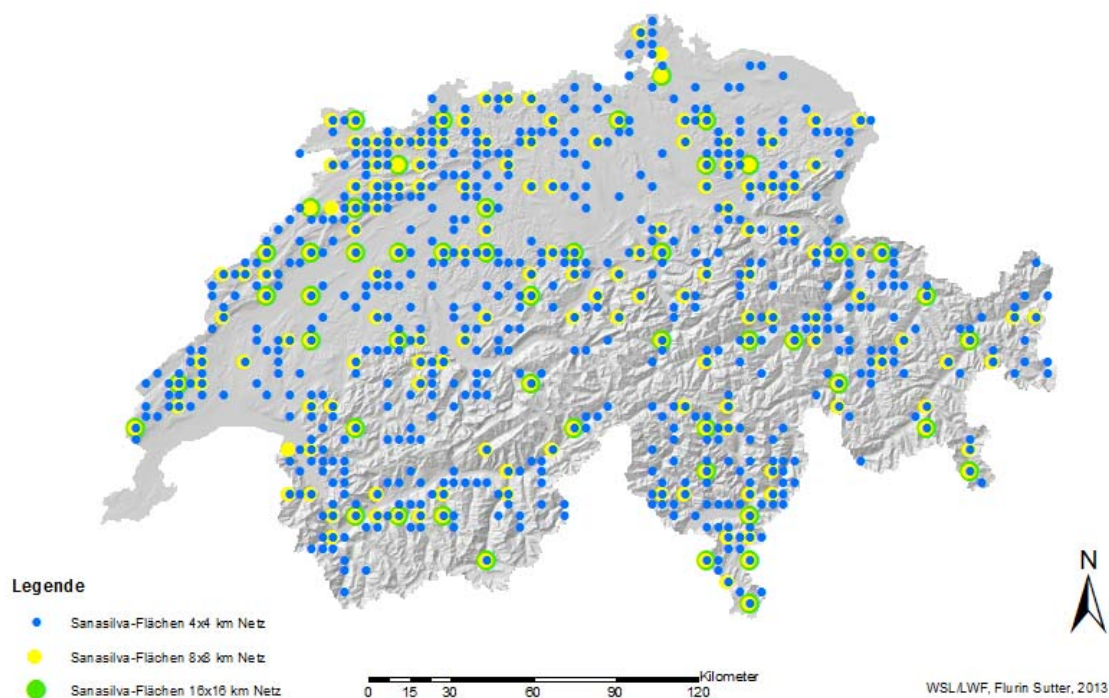 N
Legende
Sanasilva-Flächen 4x4 km Netz
Sanasilva-Flächen 8x8 km Netz
Sanasilva-Flächen 16x16 km Netz
Kilometer
0 15 30 60 90 120
WSL/LWF, Flurin Sutter, 2013